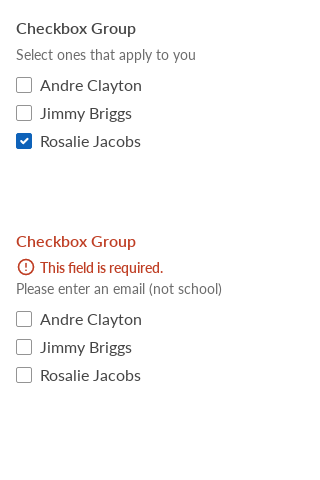 Checkbox Group
Select ones that apply to you
Andre Clayton
Jimmy Briggs
Rosalie Jacobs
Checkbox Group
This field is required.
Please enter an email (not school)
Andre Clayton
Jimmy Briggs
Rosalie Jacobs